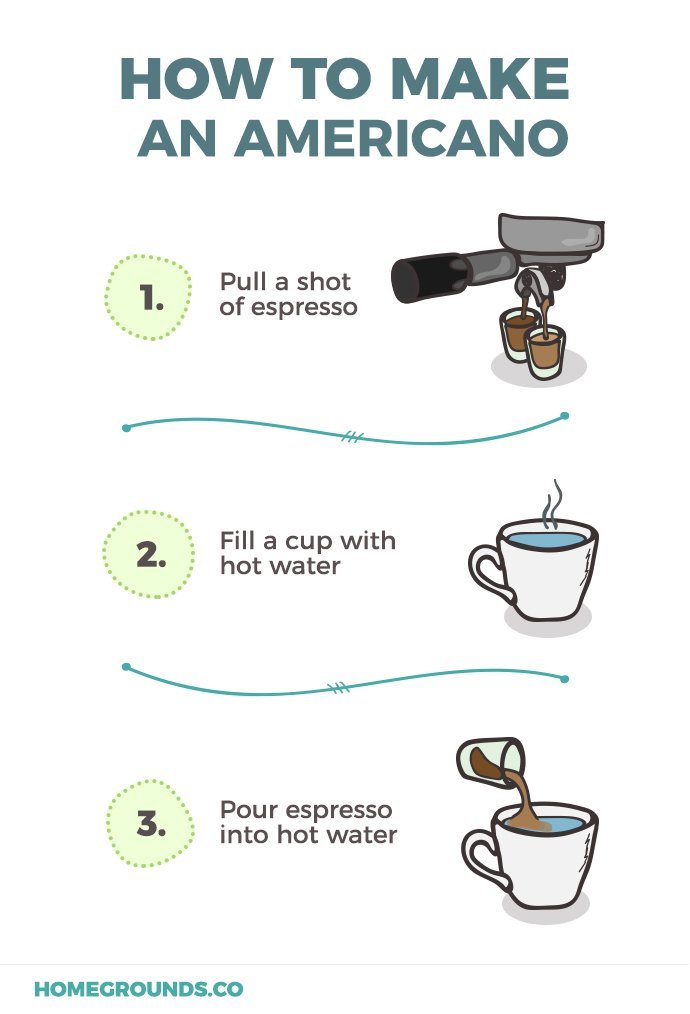 HOW TO MAKE
AN AMERICANO
1.
Pull a shot
of espresso
2.
Fill a cup with
hot water
3.
Pour espresso
into hot water
HOMEGROUNDS.CO